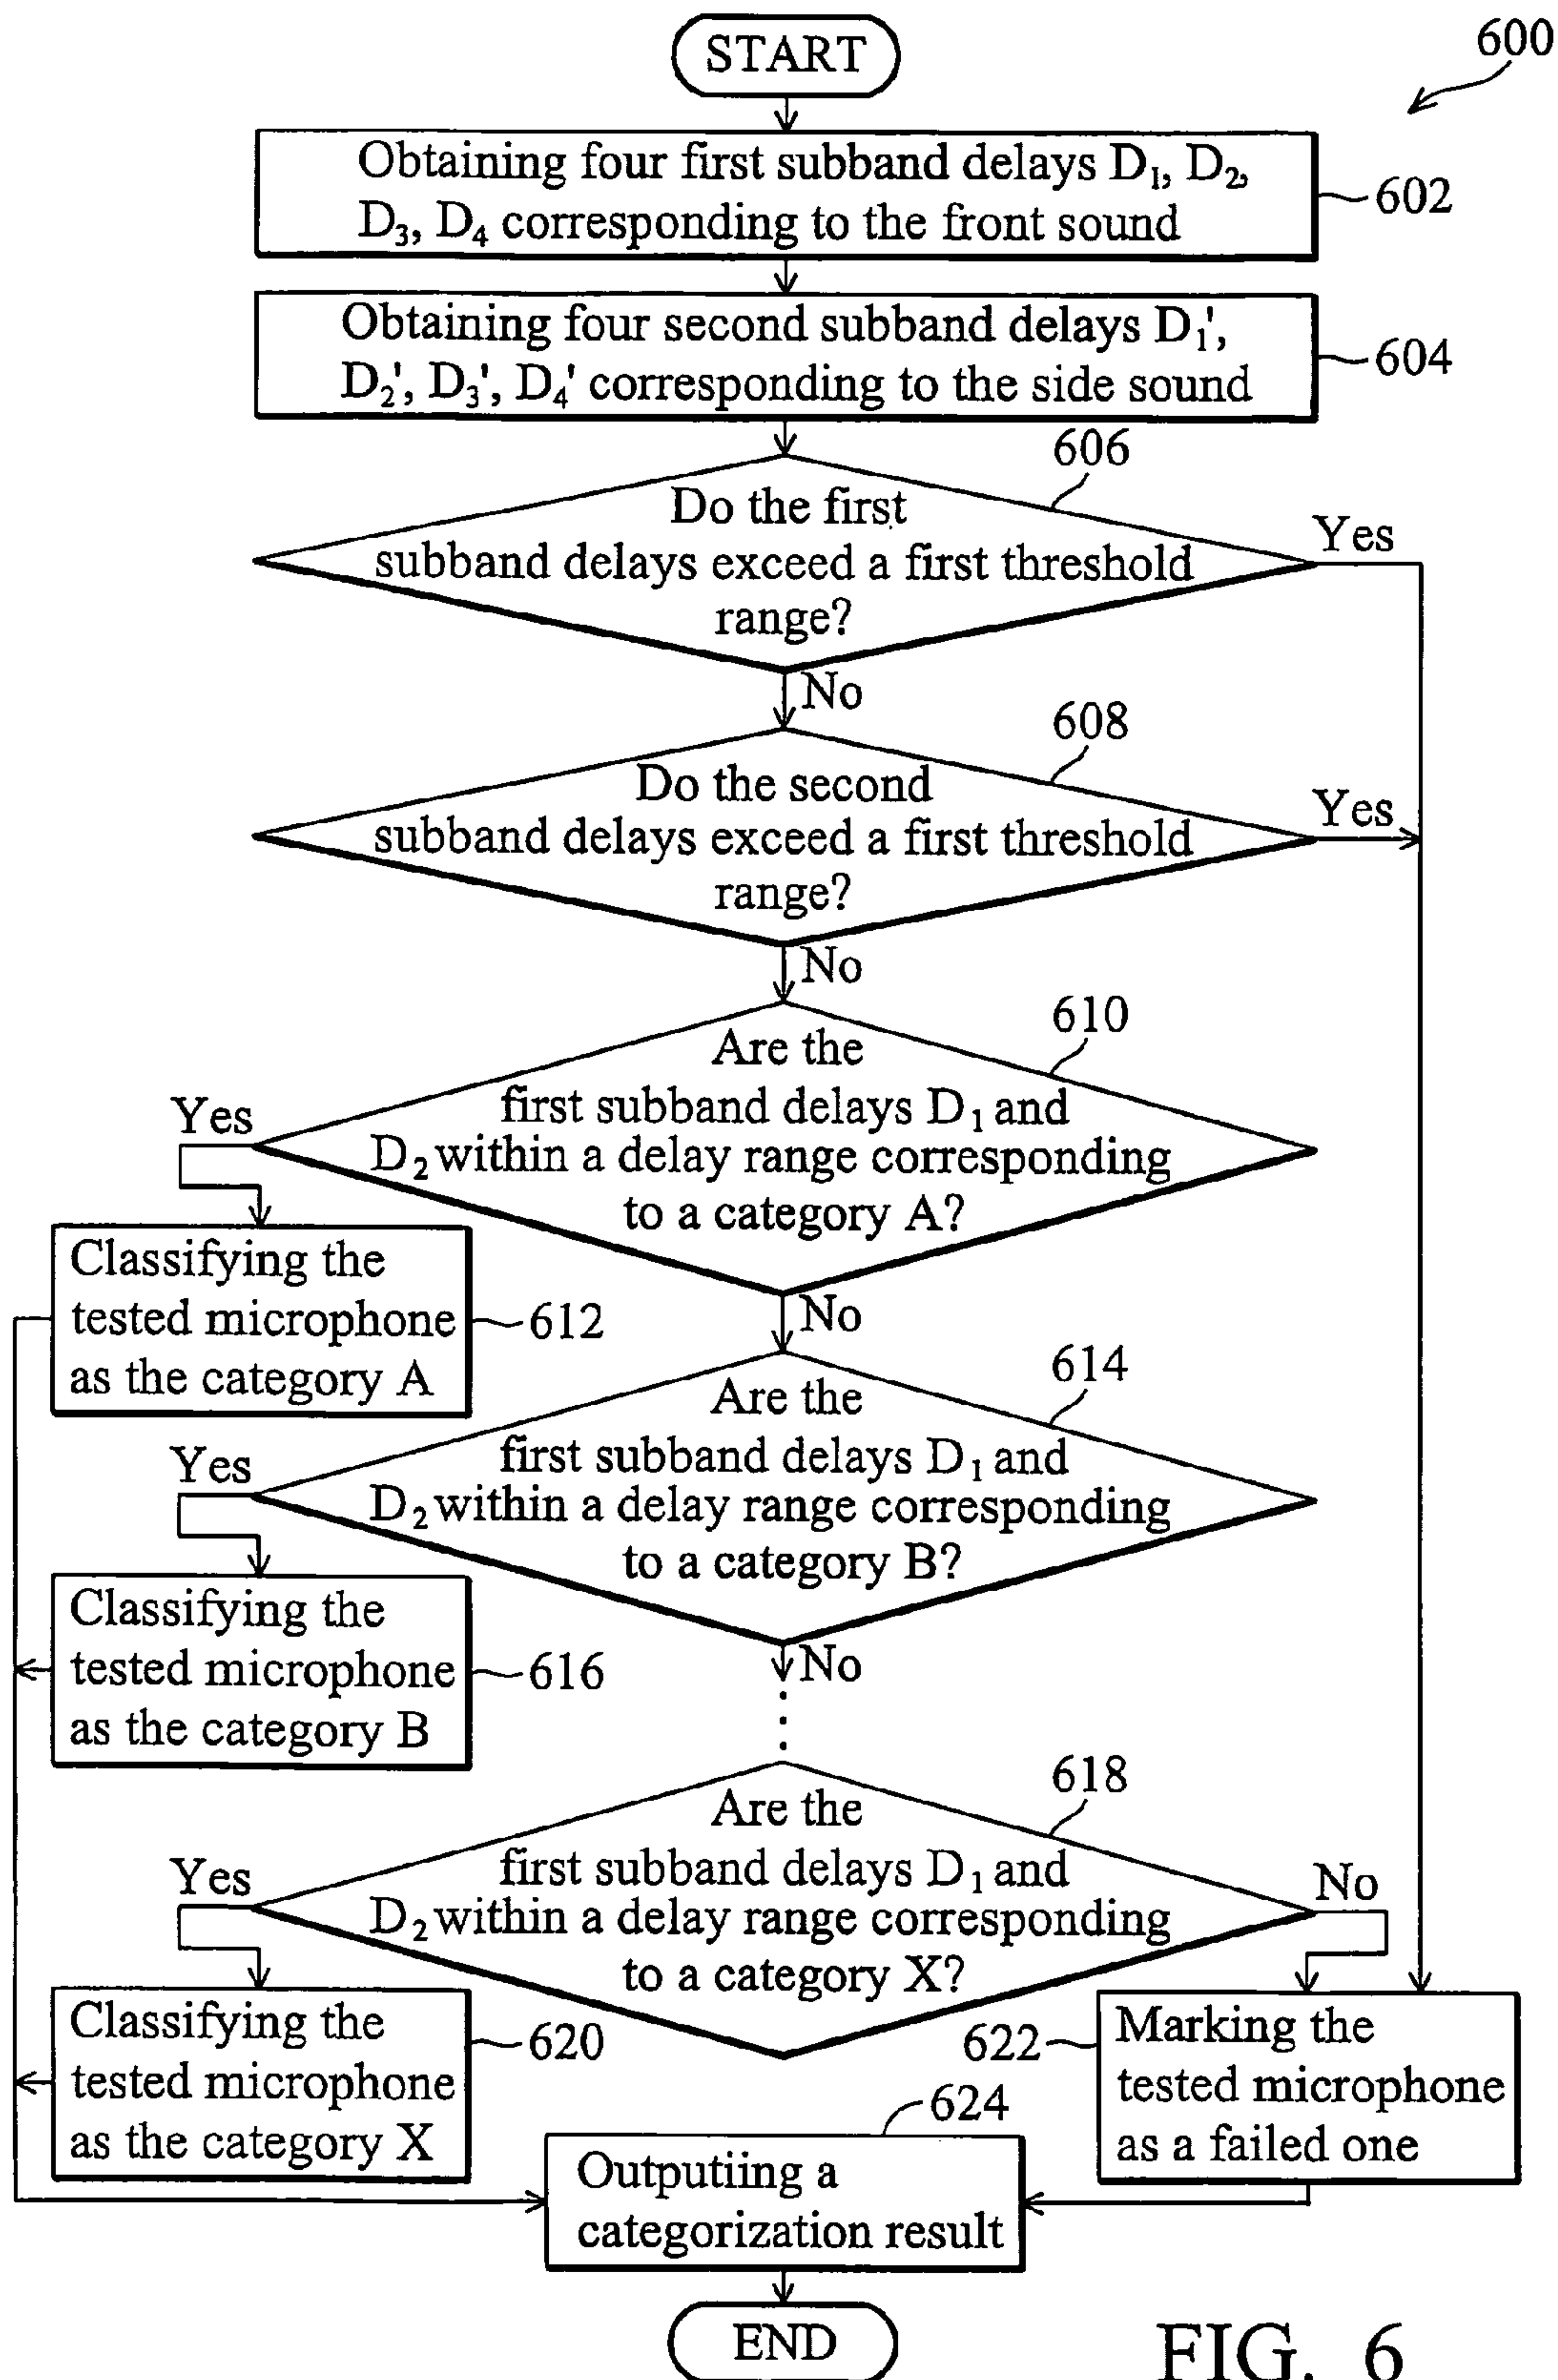 START
600
Obtaining four first subband delays D₁, D₂,
D₃, D₄ corresponding to the front sound
602
Obtaining four second subband delays D₁',
D₂', D₃', D₄' corresponding to the side sound
604
606
Do the first
subband delays exceed a first threshold
range?
Yes
No
608
Do the second
subband delays exceed a first threshold
range?
Yes
No
610
Are the
first subband delays D₁ and
D₂ within a delay range corresponding
to a category A?
Yes
No
Classifying the
tested microphone
as the category A
612
614
Are the
first subband delays D₁ and
D₂ within a delay range corresponding
to a category B?
Yes
No
Classifying the
tested microphone
as the category B
616
618
Are the
first subband delays D₁ and
D₂ within a delay range corresponding
to a category X?
Yes
No
Classifying the
tested microphone
as the category X
620
622
Marking the
tested microphone
as a failed one
624
Outputiing a
categorization result
END
FIG. 6